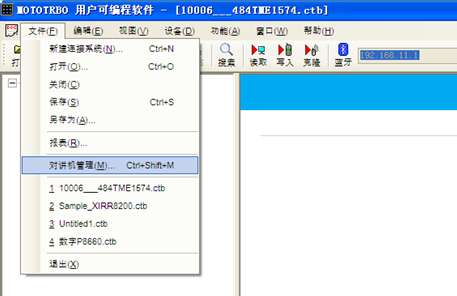 MOTOTRBO 用户可编程软件 - [10006___484TME1574.ctb]
文件(F) 编辑(E) 视图(V) 设备(D) 功能(A) 窗口(W) 帮助(H)
打 搜索 读取 写入 克隆 蓝牙 192.168.11.1
新建连接系统(N)... Ctrl+N
打开(O)... Ctrl+O
关闭(C)
保存(S) Ctrl+S
另存为(A)...
报表(R)...
对讲机管理(M)... Ctrl+Shift+M
1 10006___484TME1574.ctb
2 Sample_XIRR8200.ctb
3 Untitled1.ctb
4 数字P8660.ctb
退出(X)